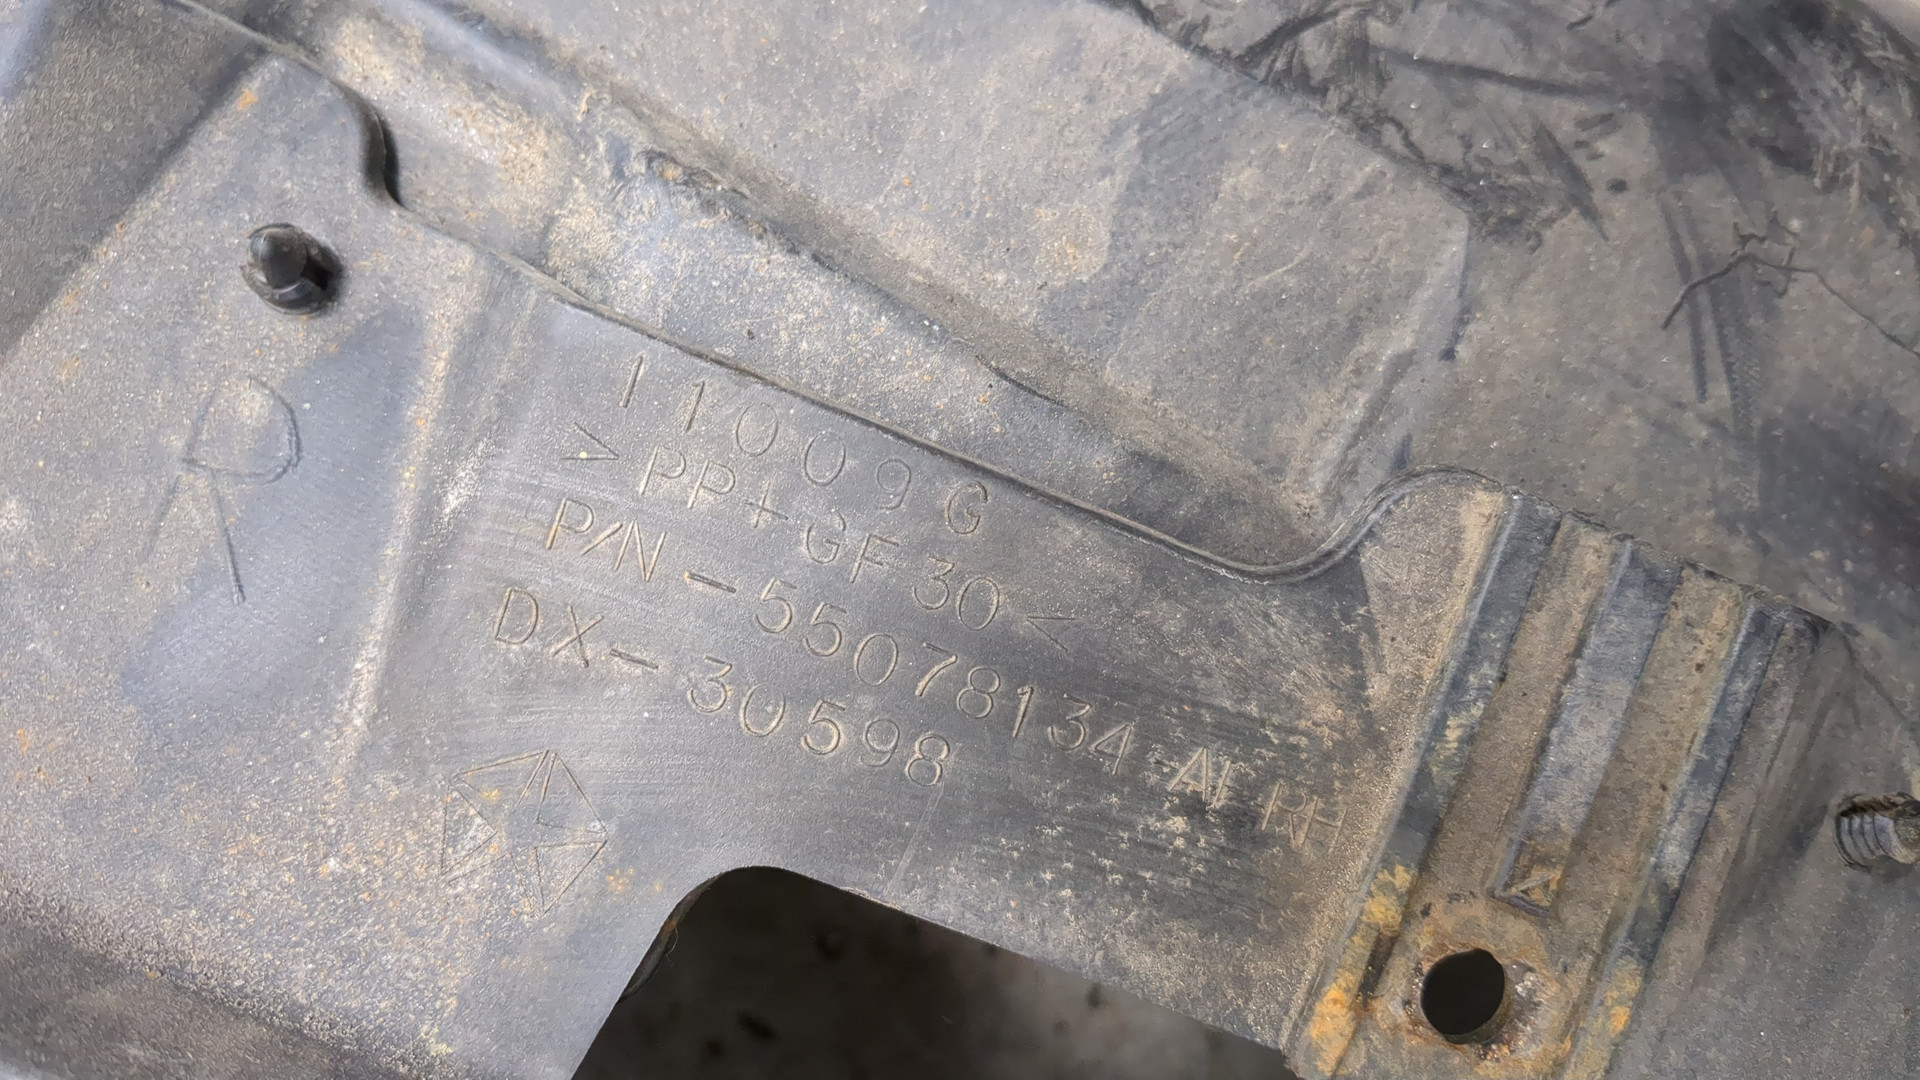 R
11009G
>PP+GF30<
P/N-55078134 AI RH
DX-30598